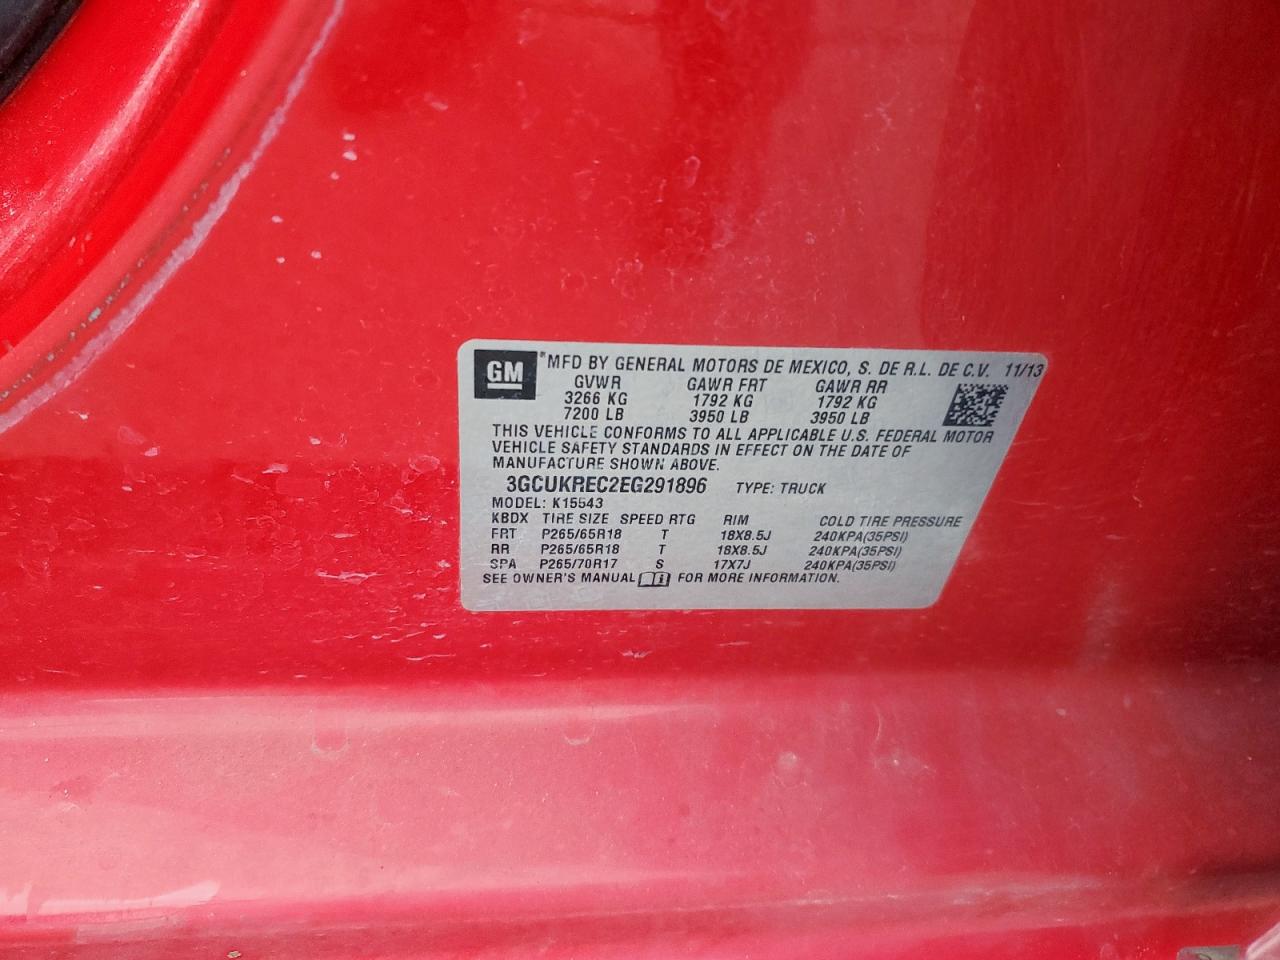 GM
®MFD BY GENERAL MOTORS DE MEXICO, S. DE R.L. DE C.V. 11/13
GVWR GAWR FRT GAWR RR
3266 KG 1792 KG 1792 KG
7200 LB 3950 LB 3950 LB
THIS VEHICLE CONFORMS TO ALL APPLICABLE U.S. FEDERAL MOTOR
VEHICLE SAFETY STANDARDS IN EFFECT ON THE DATE OF
MANUFACTURE SHOWN ABOVE.
3GCUKREC2EG291896 TYPE: TRUCK
MODEL: K15543
KBDX TIRE SIZE SPEED RTG RIM COLD TIRE PRESSURE
FRT P265/65R18 T 18X8.5J 240KPA(35PSI)
RR P265/65R18 T 18X8.5J 240KPA(35PSI)
SPA P265/70R17 S 17X7J 240KPA(35PSI)
SEE OWNER'S MANUAL FOR MORE INFORMATION.